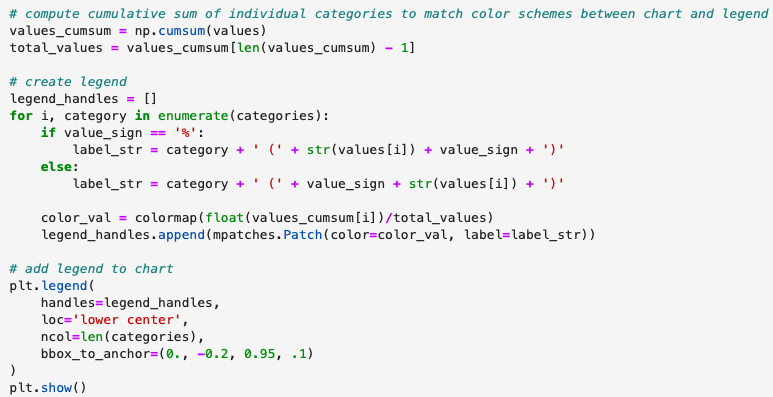 # compute cumulative sum of individual categories to match color schemes between chart and legend
values_cumsum = np.cumsum(values)
total_values = values_cumsum[len(values_cumsum) - 1]

# create legend
legend_handles = []
for i, category in enumerate(categories):
    if value_sign == '%':
        label_str = category + ' (' + str(values[i]) + value_sign + ')'
    else:
        label_str = category + ' (' + value_sign + str(values[i]) + ')'

    color_val = colormap(float(values_cumsum[i])/total_values)
    legend_handles.append(mpatches.Patch(color=color_val, label=label_str))

# add legend to chart
plt.legend(
    handles=legend_handles,
    loc='lower center',
    ncol=len(categories),
    bbox_to_anchor=(0., -0.2, 0.95, .1)
)
plt.show()